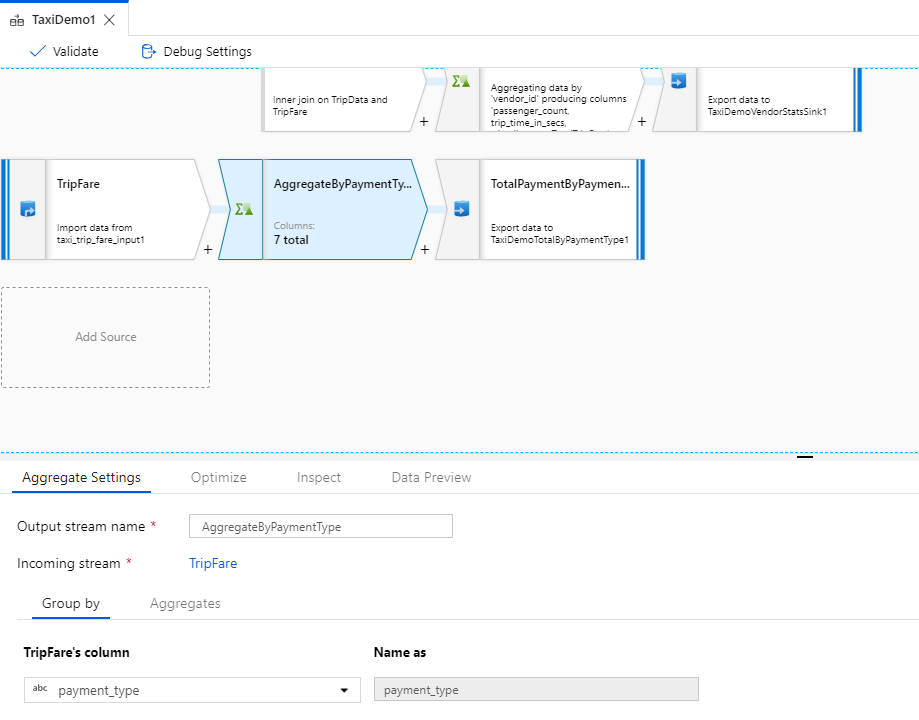 TaxiDemo1
Validate
Debug Settings
Inner join on TripData and
TripFare
+
Aggregating data by
'vendor_id' producing columns
'passenger_count,
trip_time_in_secs,
+
Export data to
TaxiDemoVendorStatsSink1
TripFare
Import data from
taxi_trip_fare_input1
+
AggregateByPaymentTy...
Columns:
7 total
+
TotalPaymentByPaymen...
Export data to
TaxiDemoTotalByPaymentType1
Add Source
Aggregate Settings
Optimize
Inspect
Data Preview
Output stream name *
AggregateByPaymentType
Incoming stream *
TripFare
Group by
Aggregates
TripFare's column
Name as
abc payment_type
payment_type